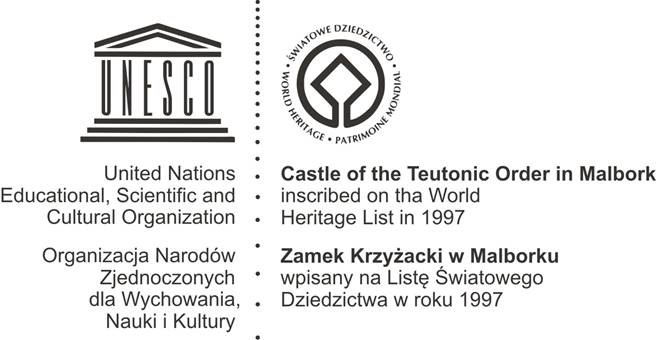 UNESCO
ŚWIATOWE DZIEDZICTWO • WORLD HERITAGE • PATRIMOINE MONDIAL •
United Nations
Educational, Scientific and
Cultural Organization
Castle of the Teutonic Order in Malbork
inscribed on tha World
Heritage List in 1997
Organizacja Narodów
Zjednoczonych
dla Wychowania,
Nauki i Kultury
Zamek Krzyżacki w Malborku
wpisany na Listę Światowego
Dziedzictwa w roku 1997